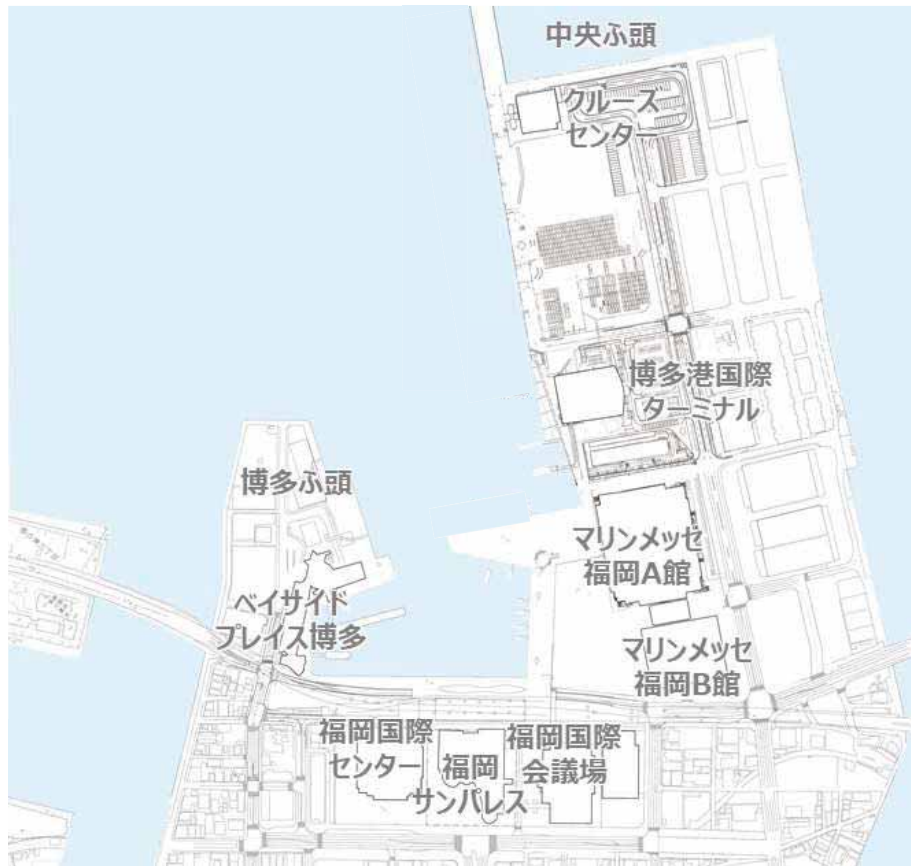 中央ふ頭
クルーズ
センター
博多港国際
ターミナル
博多ふ頭
マリンメッセ
福岡A館
ベイサイド
プレイス博多
マリンメッセ
福岡B館
福岡国際
センター
福岡
サンパレス
福岡国際
会議場